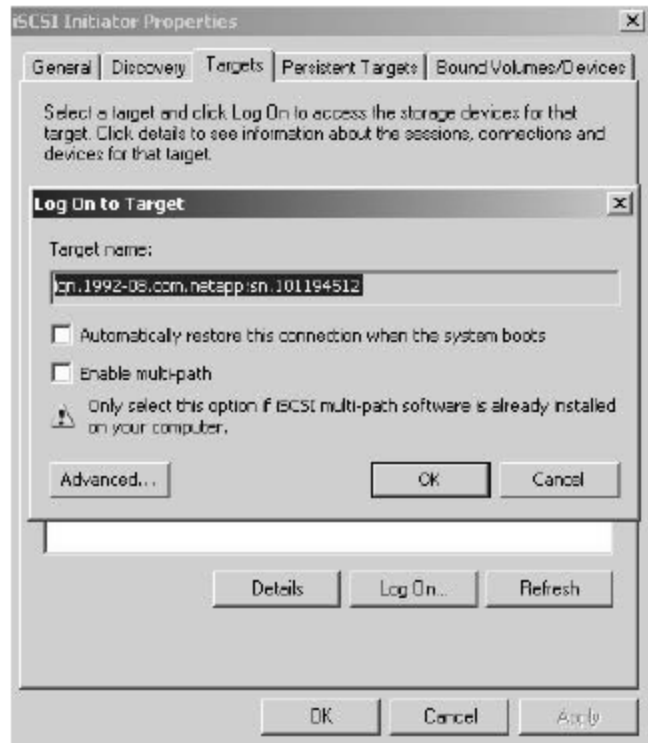 iSCSI Initiator Properties
General Discovery Targets Persistent Targets Bound Volumes/Devices
Select a target and click Log On to access the storage devices for that
target. Click details to see information about the sessions, connections and
devices for that target.
Log On to Target
Target name:
iqn.1992-08.com.netapp:sn.101194512
Automatically restore this connection when the system boots
Enable multi-path
Only select this option if iSCSI multi-path software is already installed
on your computer.
Advanced... OK Cancel
Details Log On... Refresh
OK Cancel Apply